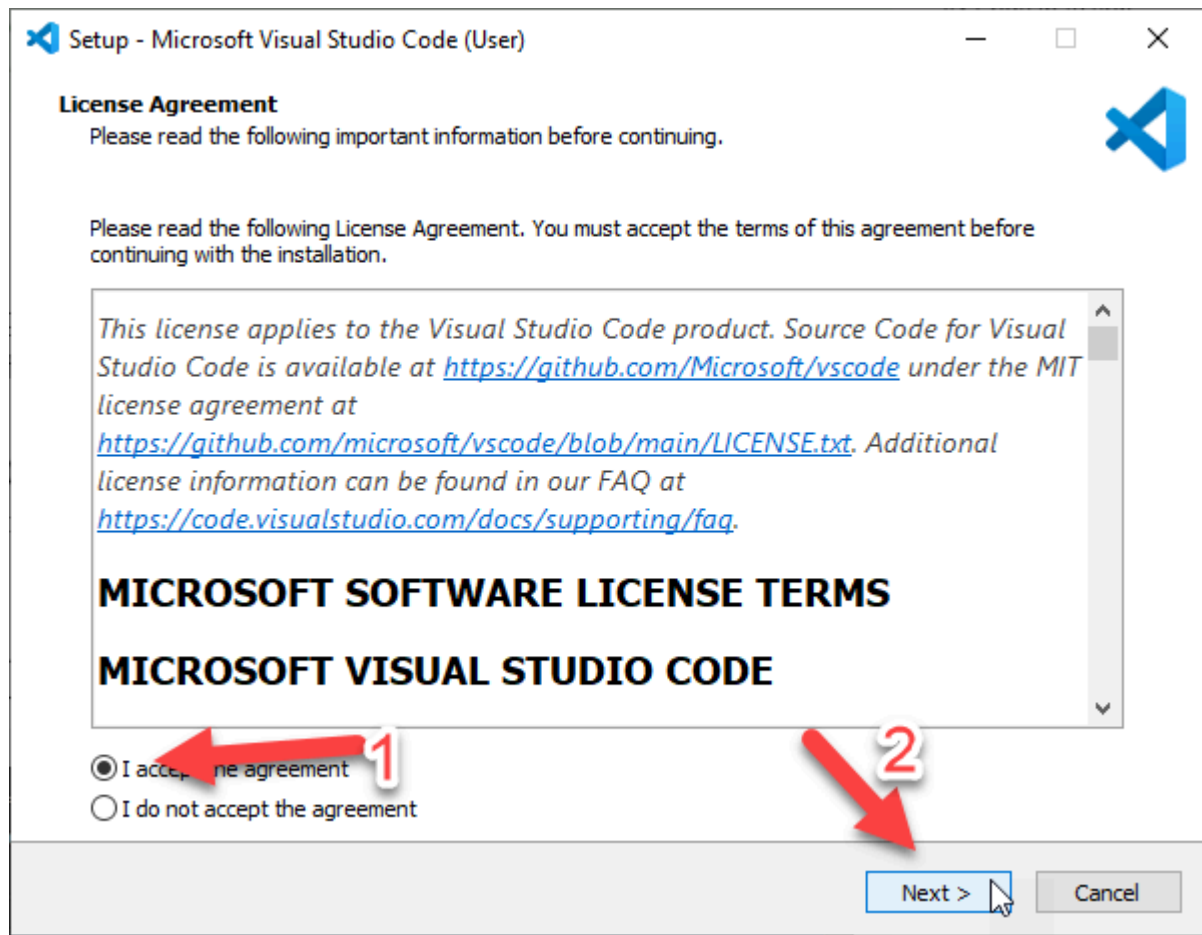 Setup - Microsoft Visual Studio Code (User)
License Agreement
Please read the following important information before continuing.
Please read the following License Agreement. You must accept the terms of this agreement before
continuing with the installation.
This license applies to the Visual Studio Code product. Source Code for Visual
Studio Code is available at https://github.com/Microsoft/vscode under the MIT
license agreement at
https://github.com/microsoft/vscode/blob/main/LICENSE.txt. Additional
license information can be found in our FAQ at
https://code.visualstudio.com/docs/supporting/faq.
MICROSOFT SOFTWARE LICENSE TERMS
MICROSOFT VISUAL STUDIO CODE
1
2
I accept the agreement
I do not accept the agreement
Next >
Cancel